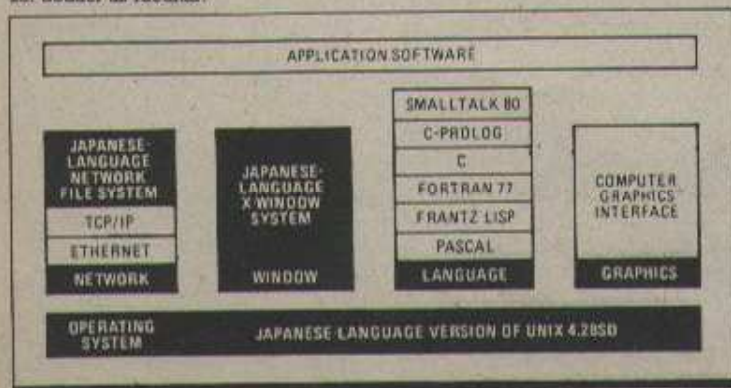 APPLICATION SOFTWARE
JAPANESE-
LANGUAGE
NETWORK
FILE SYSTEM
TCP/IP
ETHERNET
NETWORK
JAPANESE-
LANGUAGE
X WINDOW
SYSTEM
WINDOW
SMALLTALK 80
C-PROLOG
C
FORTRAN 77
FRANTZ LISP
PASCAL
LANGUAGE
COMPUTER
GRAPHICS
INTERFACE
GRAPHICS
OPERATING
SYSTEM
JAPANESE-LANGUAGE VERSION OF UNIX 4.2BSD